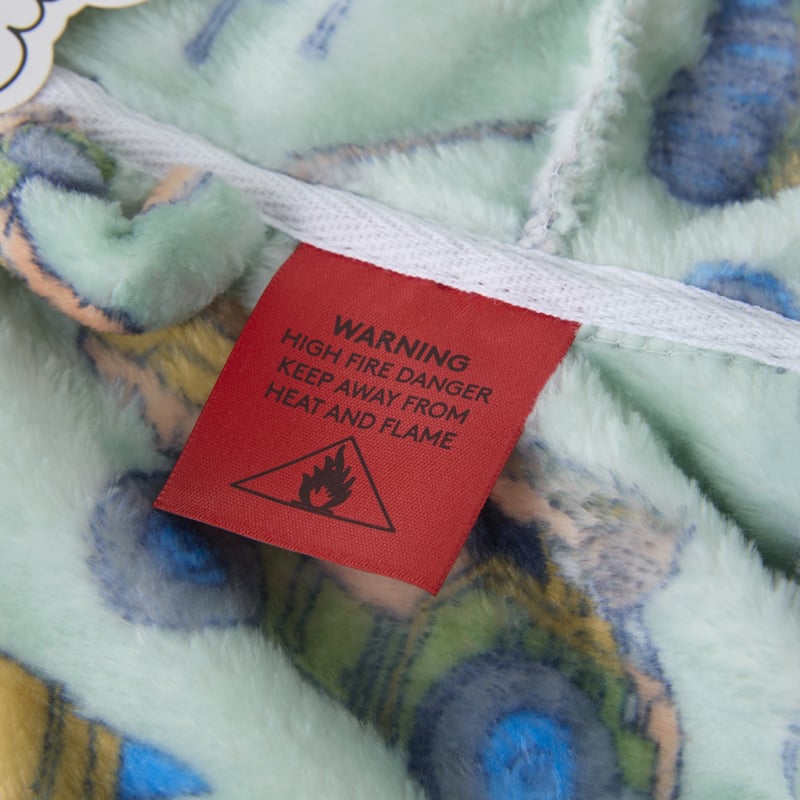 WARNING
HIGH FIRE DANGER
KEEP AWAY FROM
HEAT AND FLAME